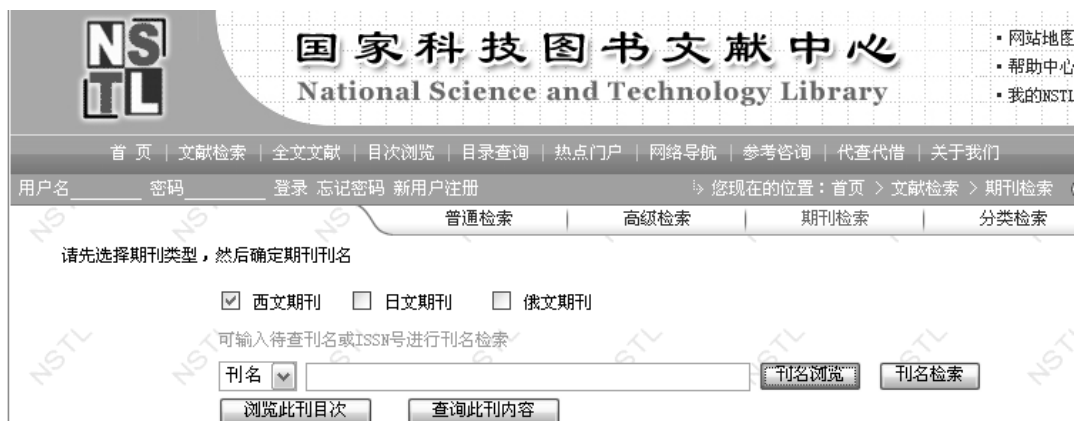 NSTL
国家科技图书文献中心
National Science and Technology Library
▪ 网站地图
▪ 帮助中心
▪ 我的NSTL
首 页 | 文献检索 | 全文文献 | 目次浏览 | 目录查询 | 热点门户 | 网络导航 | 参考咨询 | 代查代借 | 关于我们
用户名 密码 登录 忘记密码 新用户注册 您现在的位置：首页 > 文献检索 > 期刊检索
普通检索 | 高级检索 | 期刊检索 | 分类检索
请先选择期刊类型，然后确定期刊刊名
西文期刊 日文期刊 俄文期刊
可输入待查刊名或ISSN号进行刊名检索
刊名 刊名浏览 刊名检索
浏览此刊目次 查询此刊内容